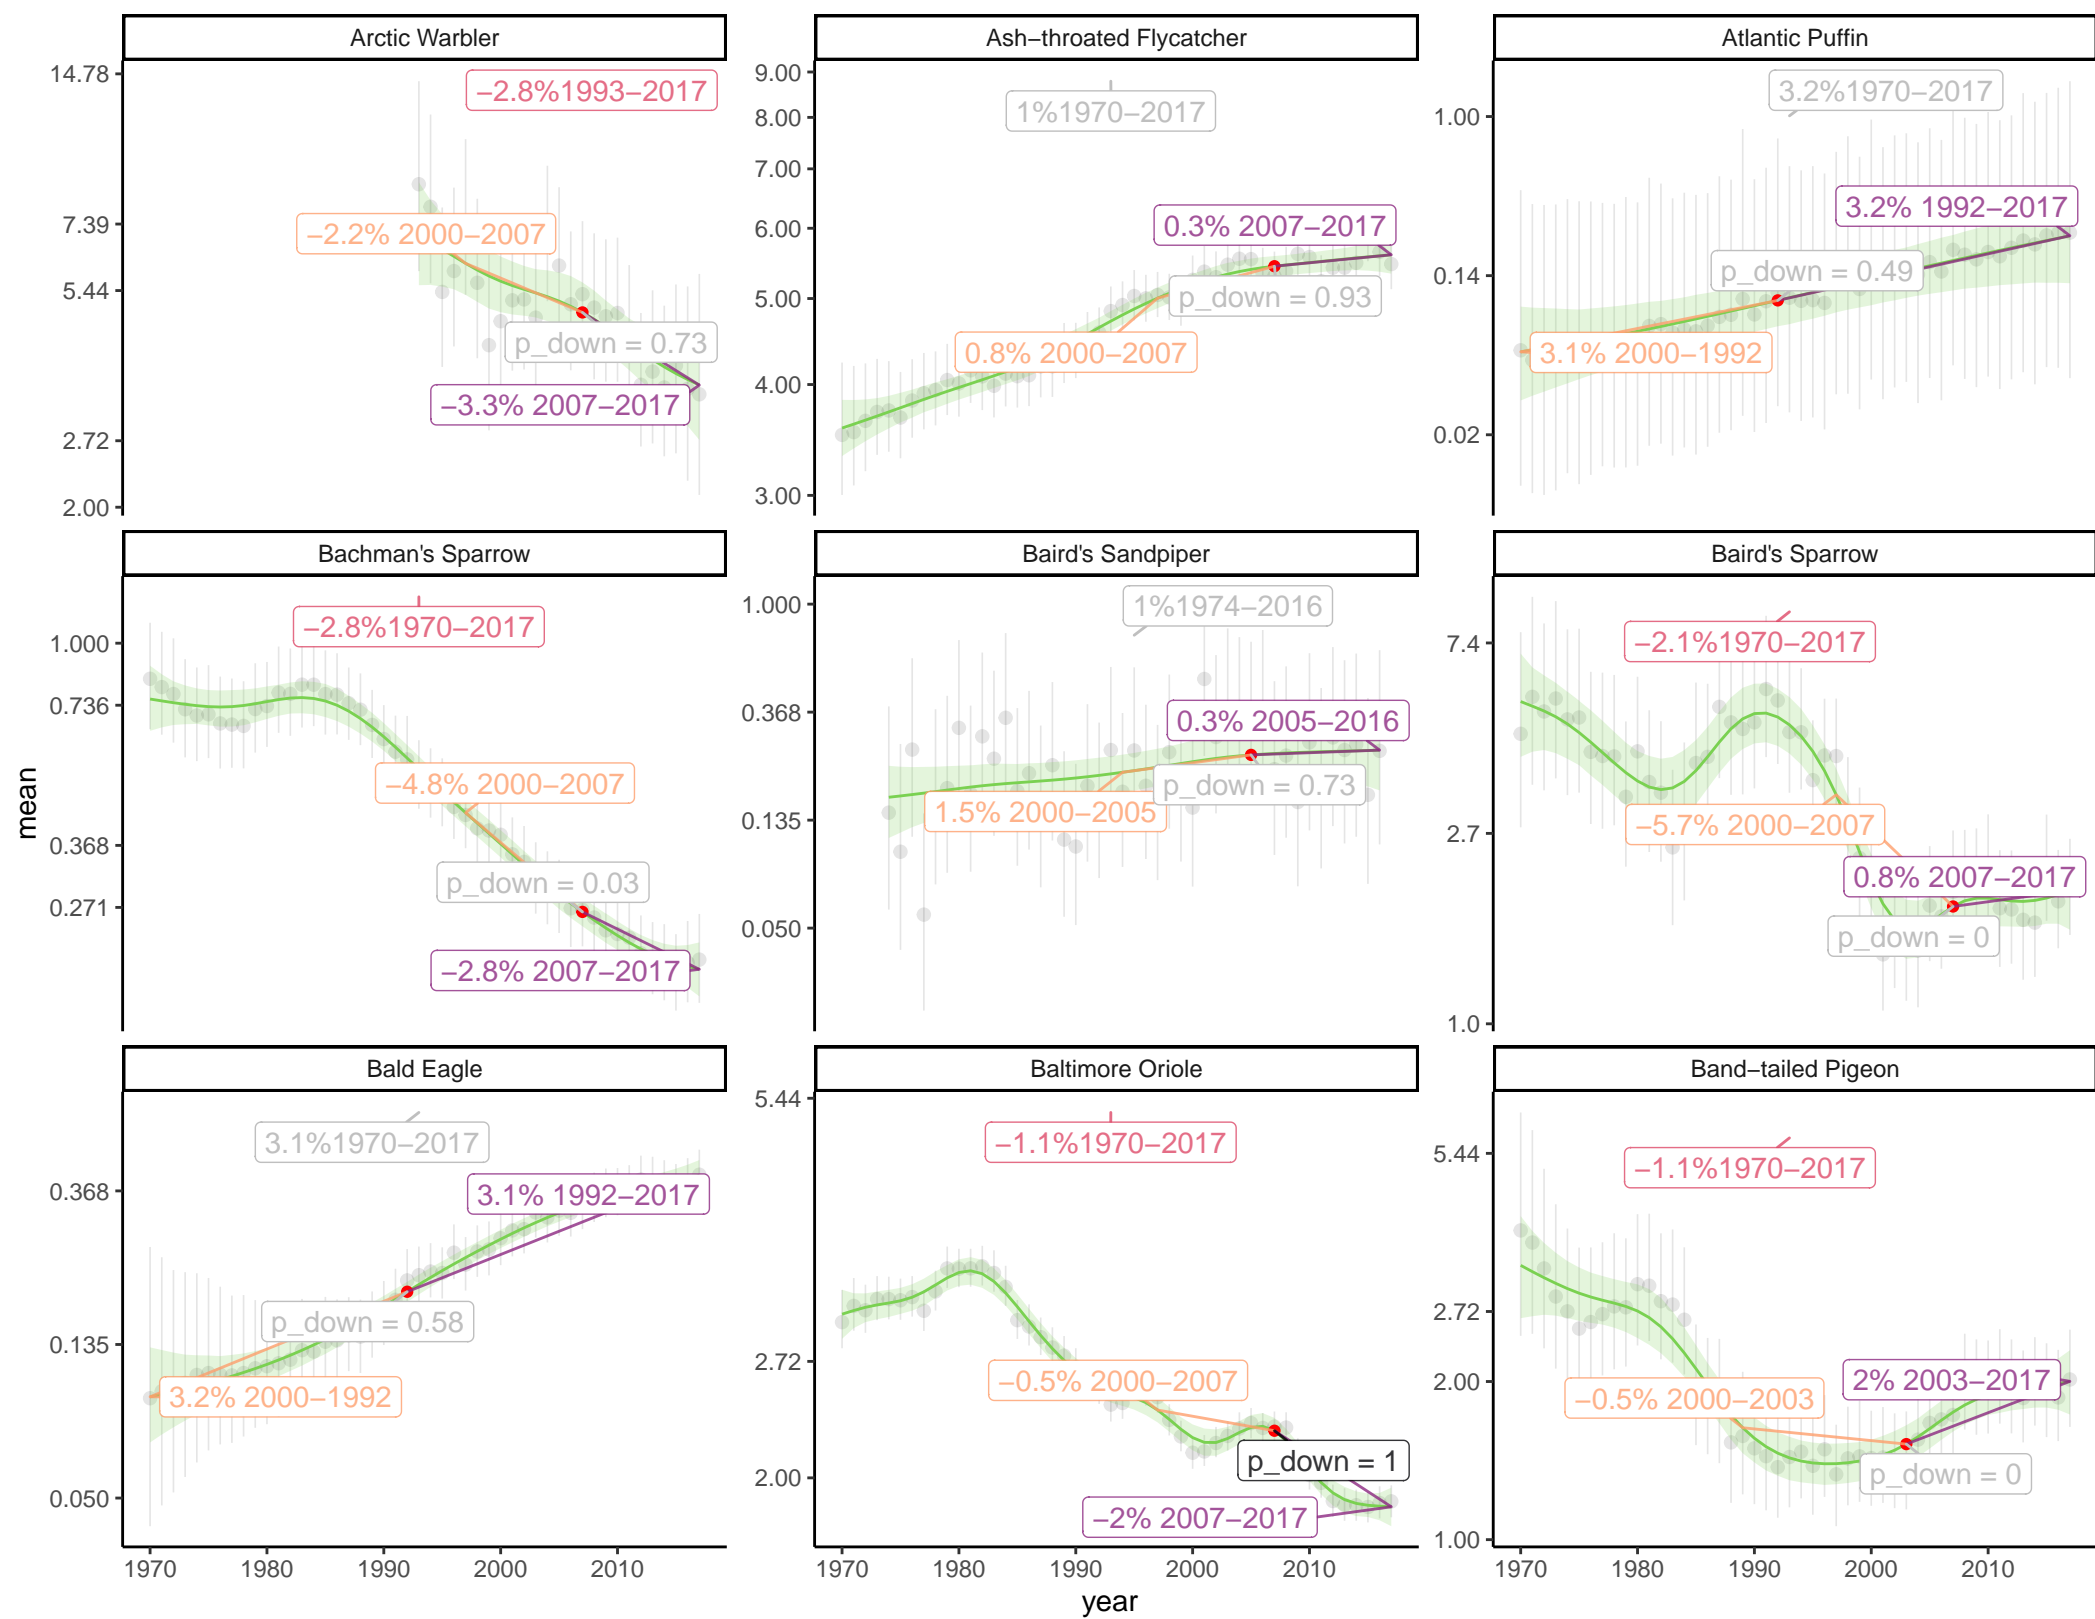 Arctic Warbler
14.78
7.39
5.44
2.72
2.00
−2.8%1993−2017
−2.2% 2000−2007
p_down = 0.73
−3.3% 2007−2017
Ash−throated Flycatcher
9.00
8.00
7.00
6.00
5.00
4.00
3.00
1%1970−2017
0.3% 2007−2017
p_down = 0.93
0.8% 2000−2007
Atlantic Puffin
1.00
0.14
0.02
3.2%1970−2017
3.2% 1992−2017
p_down = 0.49
3.1% 2000−1992
mean
Bachman's Sparrow
1.000
0.736
0.368
0.271
−2.8%1970−2017
−4.8% 2000−2007
p_down = 0.03
−2.8% 2007−2017
Baird's Sandpiper
1.000
0.368
0.135
0.050
1%1974−2016
0.3% 2005−2016
p_down = 0.73
1.5% 2000−2005
Baird's Sparrow
7.4
2.7
1.0
−2.1%1970−2017
−5.7% 2000−2007
0.8% 2007−2017
p_down = 0
Bald Eagle
0.368
0.135
0.050
3.1%1970−2017
3.1% 1992−2017
p_down = 0.58
3.2% 2000−1992
1970 1980 1990 2000 2010
Baltimore Oriole
5.44
2.72
2.00
−1.1%1970−2017
−0.5% 2000−2007
p_down = 1
−2% 2007−2017
1970 1980 1990 2000 2010
Band−tailed Pigeon
5.44
2.72
2.00
1.00
−1.1%1970−2017
2% 2003−2017
−0.5% 2000−2003
p_down = 0
1970 1980 1990 2000 2010
year